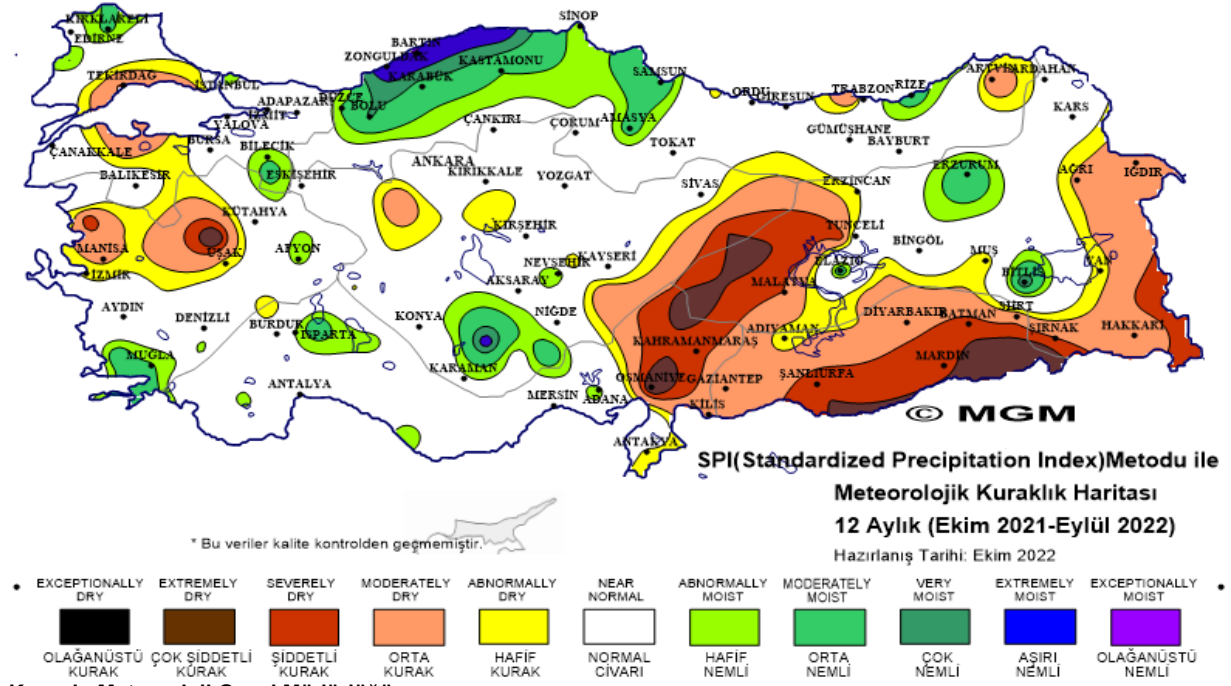 KIRKLARELİ
EDİRNE
TEKİRDAĞ
İSTANBUL
SİNOP
BARTIN
ZONGULDAK
KASTAMONU
KARABÜK
SAMSUN
DÜZCE
BOLU
ADAPAZARI
İZMİT
YALOVA
BURSA
BİLECİK
ÇANAKKALE
BALIKESİR
ESKİŞEHİR
ÇANKIRI
ÇORUM
AMASYA
TOKAT
ORDU
GİRESUN
TRABZON
RİZE
ARTVİN
ARDAHAN
KARS
GÜMÜŞHANE
BAYBURT
ERZURUM
AĞRI
IĞDIR
ANKARA
KIRIKKALE
YOZGAT
SİVAS
ERZİNCAN
KÜTAHYA
KIRŞEHİR
TUNCELİ
MANİSA
UŞAK
AFYON
İZMİR
NEVŞEHİR
KAYSERİ
ELAZIĞ
BİNGÖL
MUŞ
VAN
BİTLİS
AKSARAY
MALATYA
AYDIN
DENİZLİ
BURDUR
ISPARTA
KONYA
NİĞDE
ADIYAMAN
DİYARBAKIR
BATMAN
SİİRT
ŞIRNAK
HAKKARİ
MUĞLA
KAHRAMANMARAŞ
MARDİN
KARAMAN
ANTALYA
MERSİN
ADANA
OSMANİYE
GAZİANTEP
ŞANLIURFA
KİLİS
ANTAKYA
© MGM
SPI(Standardized Precipitation Index)Metodu ile
Meteorolojik Kuraklık Haritası
12 Aylık (Ekim 2021-Eylül 2022)
Hazırlanış Tarihi: Ekim 2022
* Bu veriler kalite kontrolden geçmemiştir.
EXCEPTIONALLY DRY
EXTREMELY DRY
SEVERELY DRY
MODERATELY DRY
ABNORMALLY DRY
NEAR NORMAL
ABNORMALLY MOIST
MODERATELY MOIST
VERY MOIST
EXTREMELY MOIST
EXCEPTIONALLY MOIST
OLAĞANÜSTÜ KURAK
ÇOK ŞİDDETLİ KURAK
ŞİDDETLİ KURAK
ORTA KURAK
HAFİF KURAK
NORMAL CİVARI
HAFİF NEMLİ
ORTA NEMLİ
ÇOK NEMLİ
AŞIRI NEMLİ
OLAĞANÜSTÜ NEMLİ